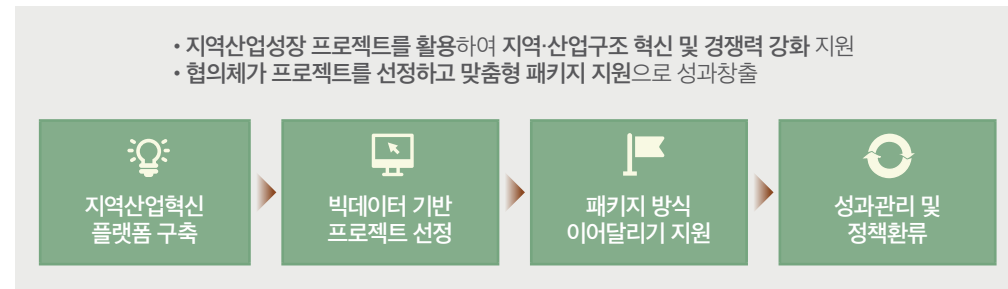 • 지역산업성장 프로젝트를 활용하여 지역·산업구조 혁신 및 경쟁력 강화 지원
• 협의체가 프로젝트를 선정하고 맞춤형 패키지 지원으로 성과창출
지역산업혁신
플랫폼 구축
빅데이터 기반
프로젝트 선정
패키지 방식
이어달리기 지원
성과관리 및
정책환류